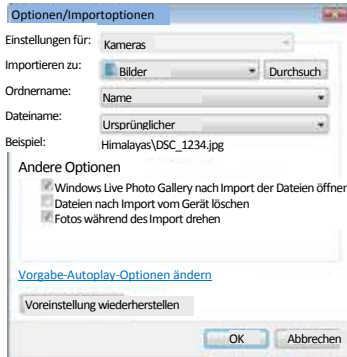 Optionen/Importoptionen
Einstellungen für: Kameras
Importieren zu: Bilder Durchsuch
Ordnername: Name
Dateiname: Ursprünglicher
Beispiel: Himalayas\DSC_1234.jpg
Andere Optionen
Windows Live Photo Gallery nach Import der Dateien öffner
Dateien nach Import vom Gerät löschen
Fotos während des Import drehen
Vorgabe-Autoplay-Optionen ändern
Voreinstellung wiederherstellen
OK Abbrechen